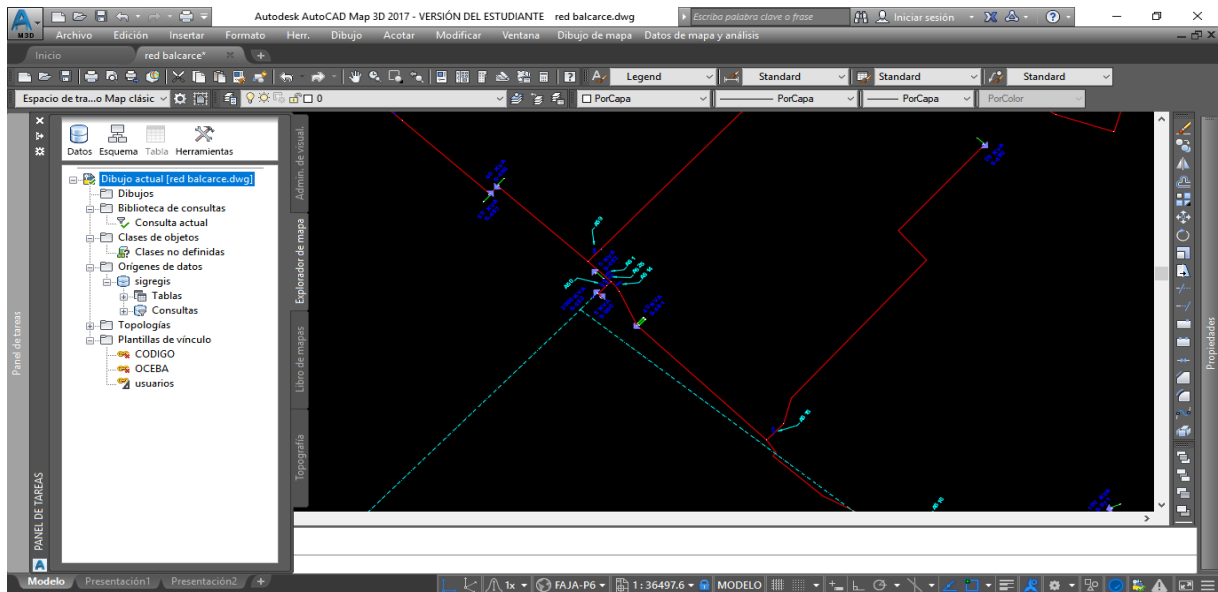 Autodesk AutoCAD Map 3D 2017 - VERSIÓN DEL ESTUDIANTE red balcarce.dwg
Escriba palabra clave o frase
Iniciar sesión
M3D
Archivo Edición Insertar Formato Herr. Dibujo Acotar Modificar Ventana Dibujo de mapa Datos de mapa y análisis
Inicio red balcarce*
Legend Standard Standard Standard
Espacio de tra...o Map clásic 0 PorCapa PorCapa PorCapa PorColor
Datos Esquema Tabla Herramientas
Dibujo actual [red balcarce.dwg]
Dibujos
Biblioteca de consultas
Consulta actual
Clases de objetos
Clases no definidas
Orígenes de datos
sigregis
Tablas
Consultas
Topologías
Plantillas de vínculo
CODIGO
OCEBA
usuarios
Admin. de visual.
Explorador de mapa
Libro de mapas
Topografía
Panel de tareas
PANEL DE TAREAS
Propiedades
Modelo Presentación1 Presentación2
1x FAJA-P6 1:36497.6 MODELO